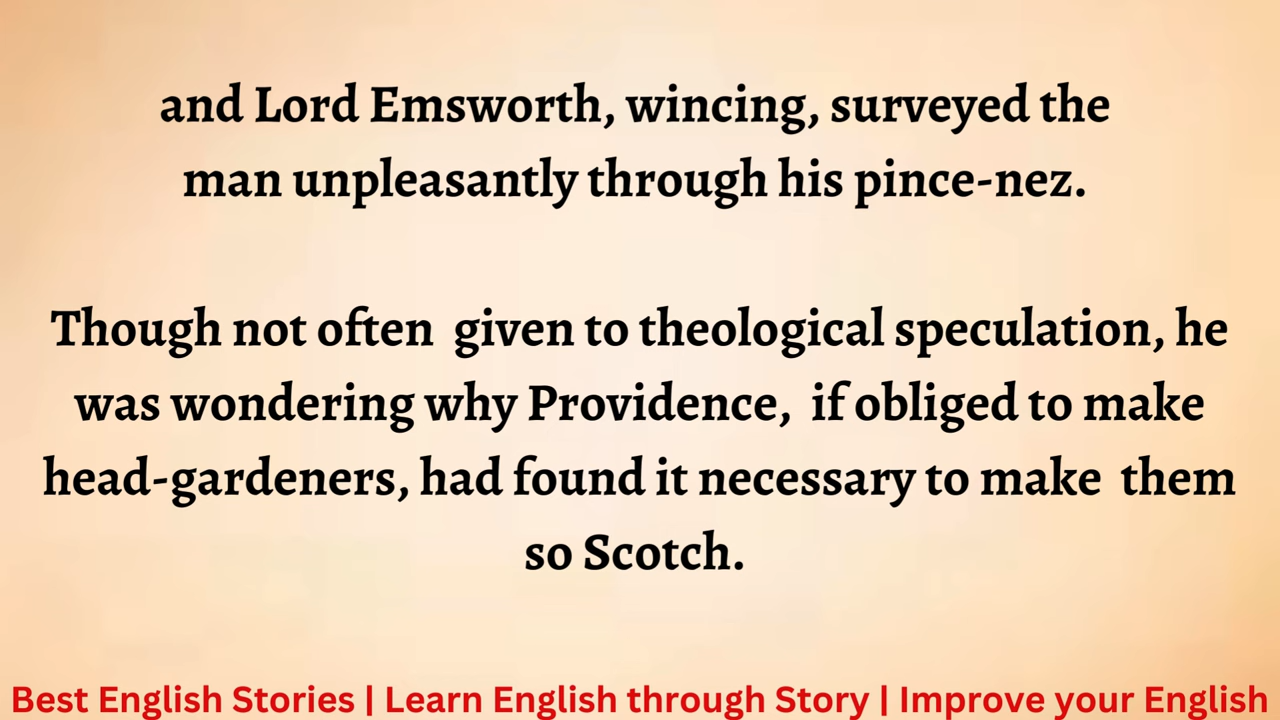 and Lord Emsworth, wincing, surveyed the
man unpleasantly through his pince-nez.
Though not often given to theological speculation, he
was wondering why Providence, if obliged to make
head-gardeners, had found it necessary to make them
so Scotch.
Best English Stories | Learn English through Story | Improve your English